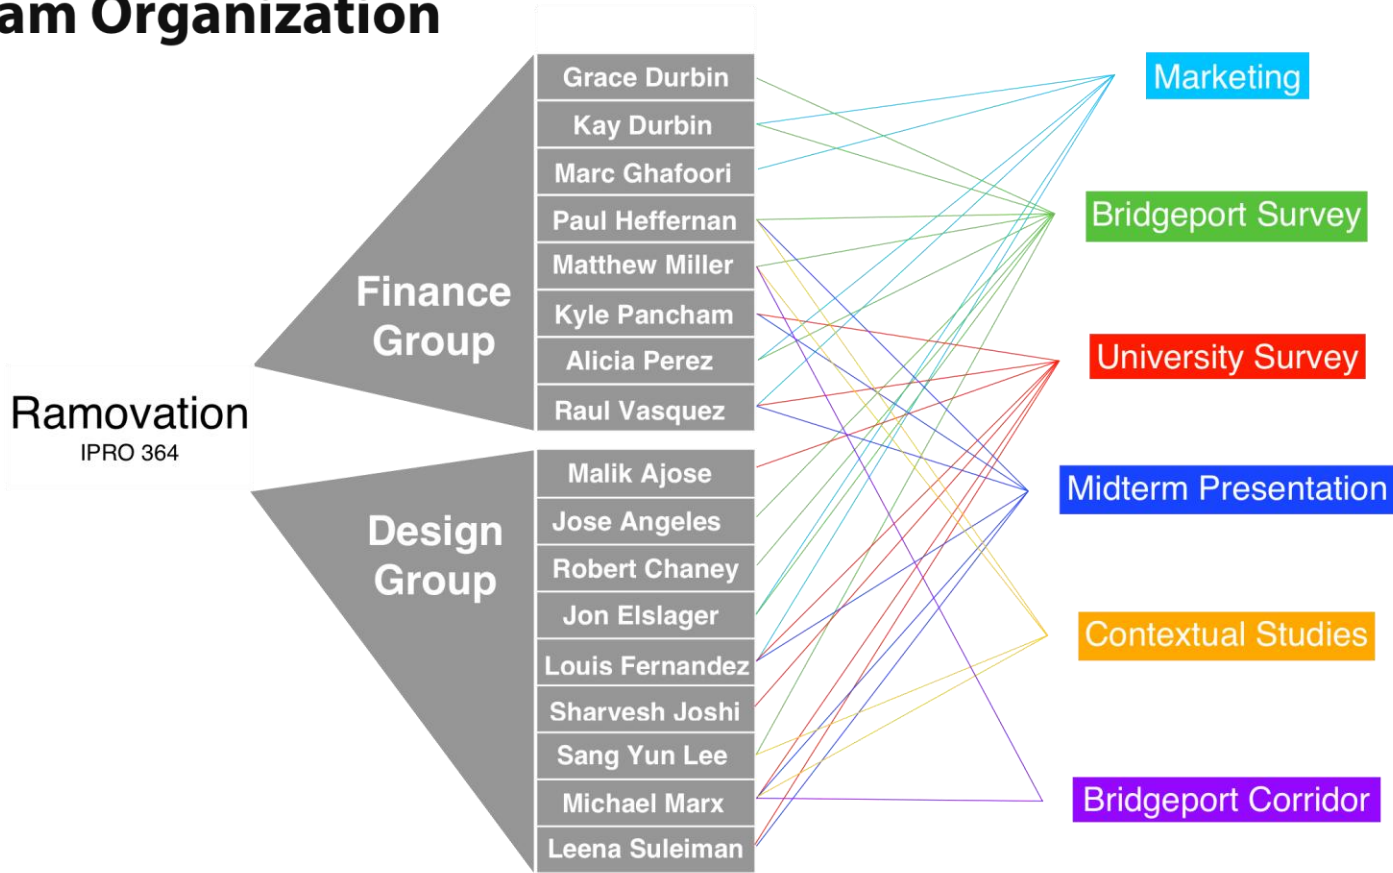 am Organization
Ramovation
IPRO 364
Finance
Group
Grace Durbin
Kay Durbin
Marc Ghafoori
Paul Heffernan
Matthew Miller
Kyle Pancham
Alicia Perez
Raul Vasquez
Design
Group
Malik Ajose
Jose Angeles
Robert Chaney
Jon Elslager
Louis Fernandez
Sharvesh Joshi
Sang Yun Lee
Michael Marx
Leena Suleiman
Marketing
Bridgeport Survey
University Survey
Midterm Presentation
Contextual Studies
Bridgeport Corridor